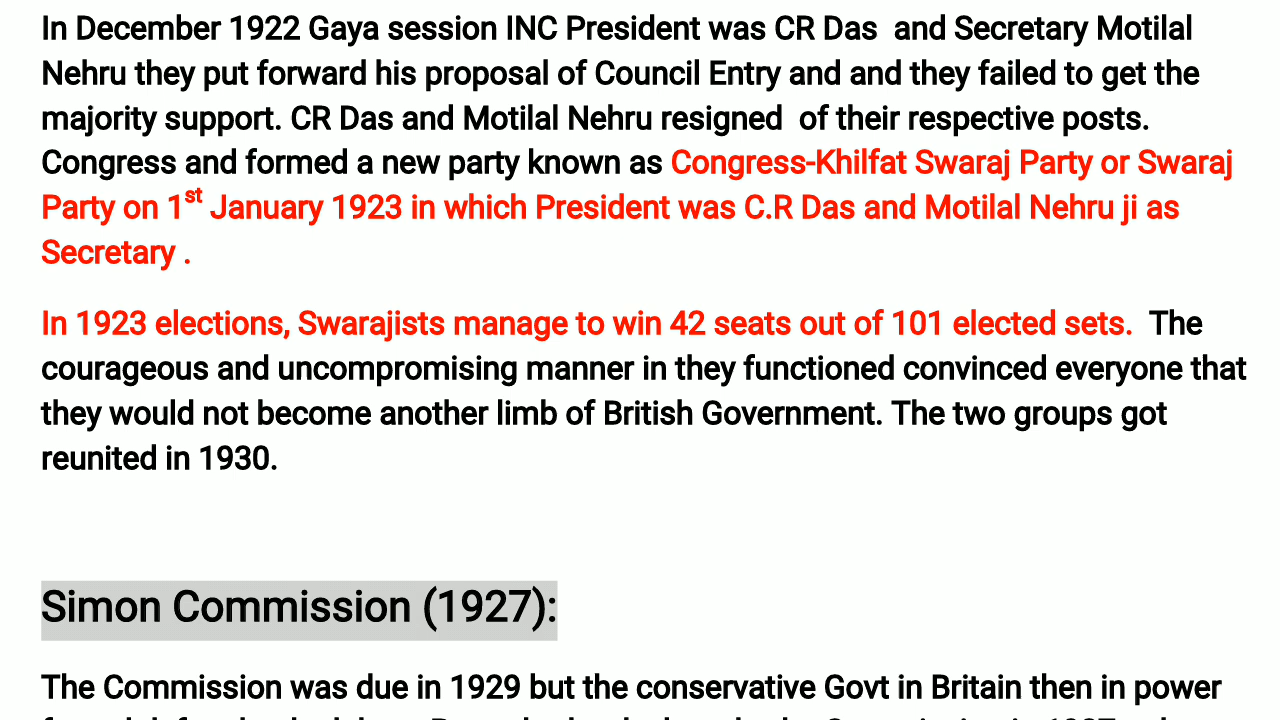 In December 1922 Gaya session INC President was CR Das  and Secretary Motilal
Nehru they put forward his proposal of Council Entry and and they failed to get the
majority support. CR Das and Motilal Nehru resigned  of their respective posts.
Congress and formed a new party known as Congress-Khilfat Swaraj Party or Swaraj
Party on 1st January 1923 in which President was C.R Das and Motilal Nehru ji as
Secretary .
In 1923 elections, Swarajists manage to win 42 seats out of 101 elected sets.  The
courageous and uncompromising manner in they functioned convinced everyone that
they would not become another limb of British Government. The two groups got
reunited in 1930.
Simon Commission (1927):
The Commission was due in 1929 but the conservative Govt in Britain then in power